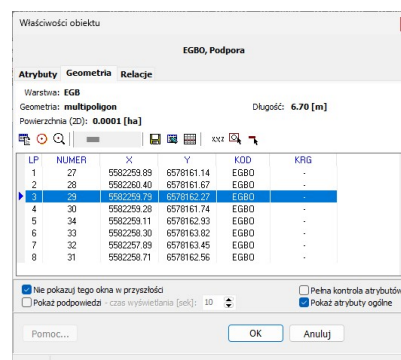 Właściwości obiektu
EGBO, Podpora
Atrybuty Geometria Relacje
Warstwa: EGB
Geometria: multipoligon Długość: 6.70 [m]
Powierzchnia (2D): 0.0001 [ha]
XYZ
LP NUMER X Y KOD KRG
1 27 5582259.89 6578161.14 EGBO -
2 28 5582260.40 6578161.67 EGBO -
3 29 5582259.79 6578162.27 EGBO -
4 30 5582259.28 6578161.74 EGBO -
5 34 5582259.11 6578162.93 EGBO -
6 33 5582258.30 6578163.82 EGBO -
7 32 5582257.89 6578163.45 EGBO -
8 31 5582258.71 6578162.56 EGBO -
Nie pokazuj tego okna w przyszłości Pełna kontrola atrybutów
Pokaż podpowiedzi - czas wyświetlania [sek]: 10 Pokaż atrybuty ogólne
Pomoc... OK Anuluj